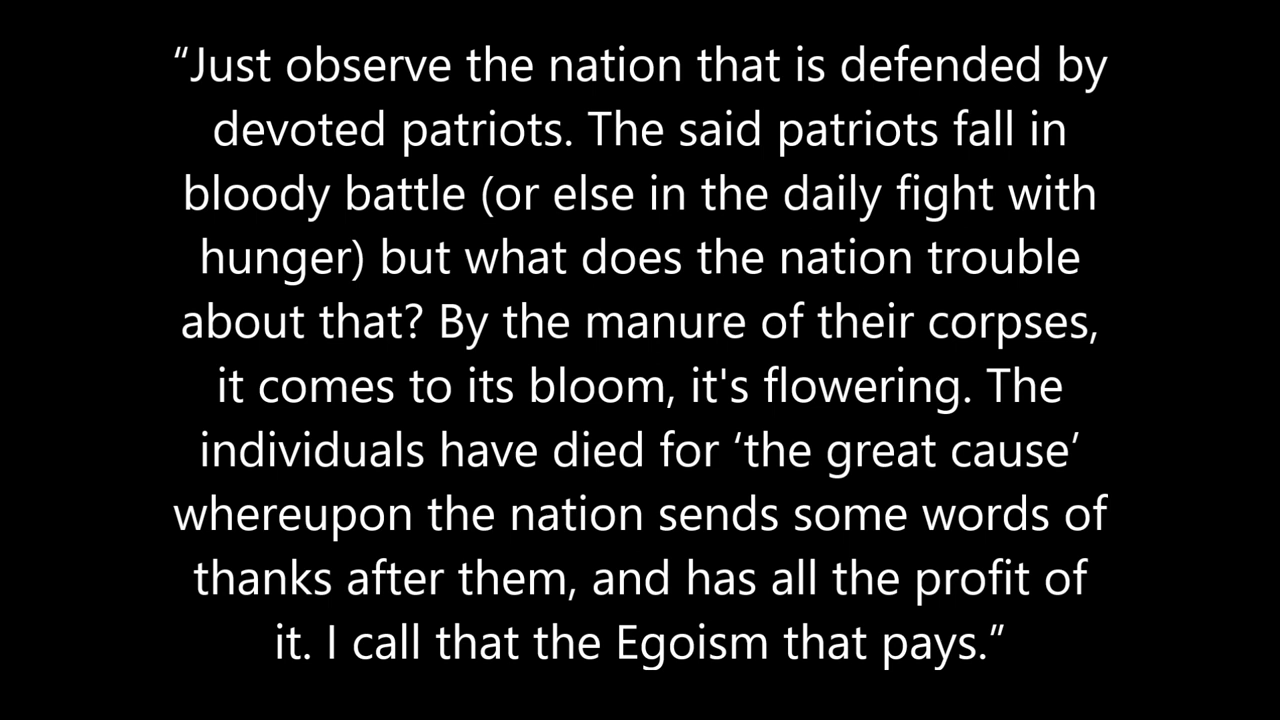 “Just observe the nation that is defended by
devoted patriots. The said patriots fall in
bloody battle (or else in the daily fight with
hunger) but what does the nation trouble
about that? By the manure of their corpses,
it comes to its bloom, it's flowering. The
individuals have died for ‘the great cause’
whereupon the nation sends some words of
thanks after them, and has all the profit of
it. I call that the Egoism that pays.”